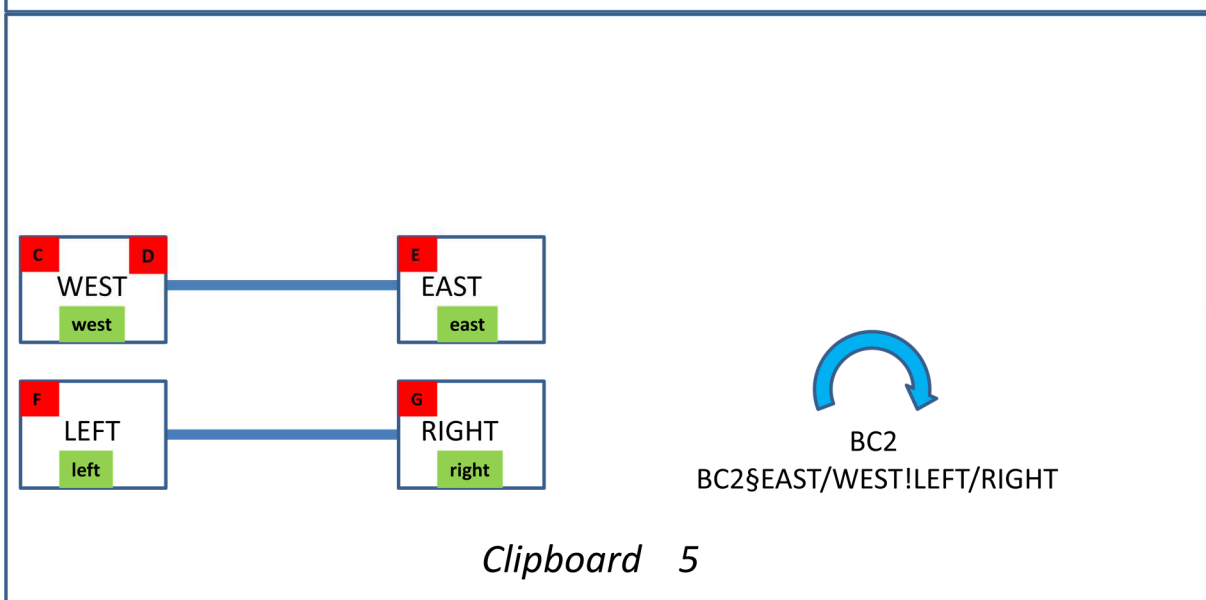 C D E
WEST EAST
west east
F G
LEFT RIGHT
left right
BC2
BC2§EAST/WEST!LEFT/RIGHT
Clipboard 5